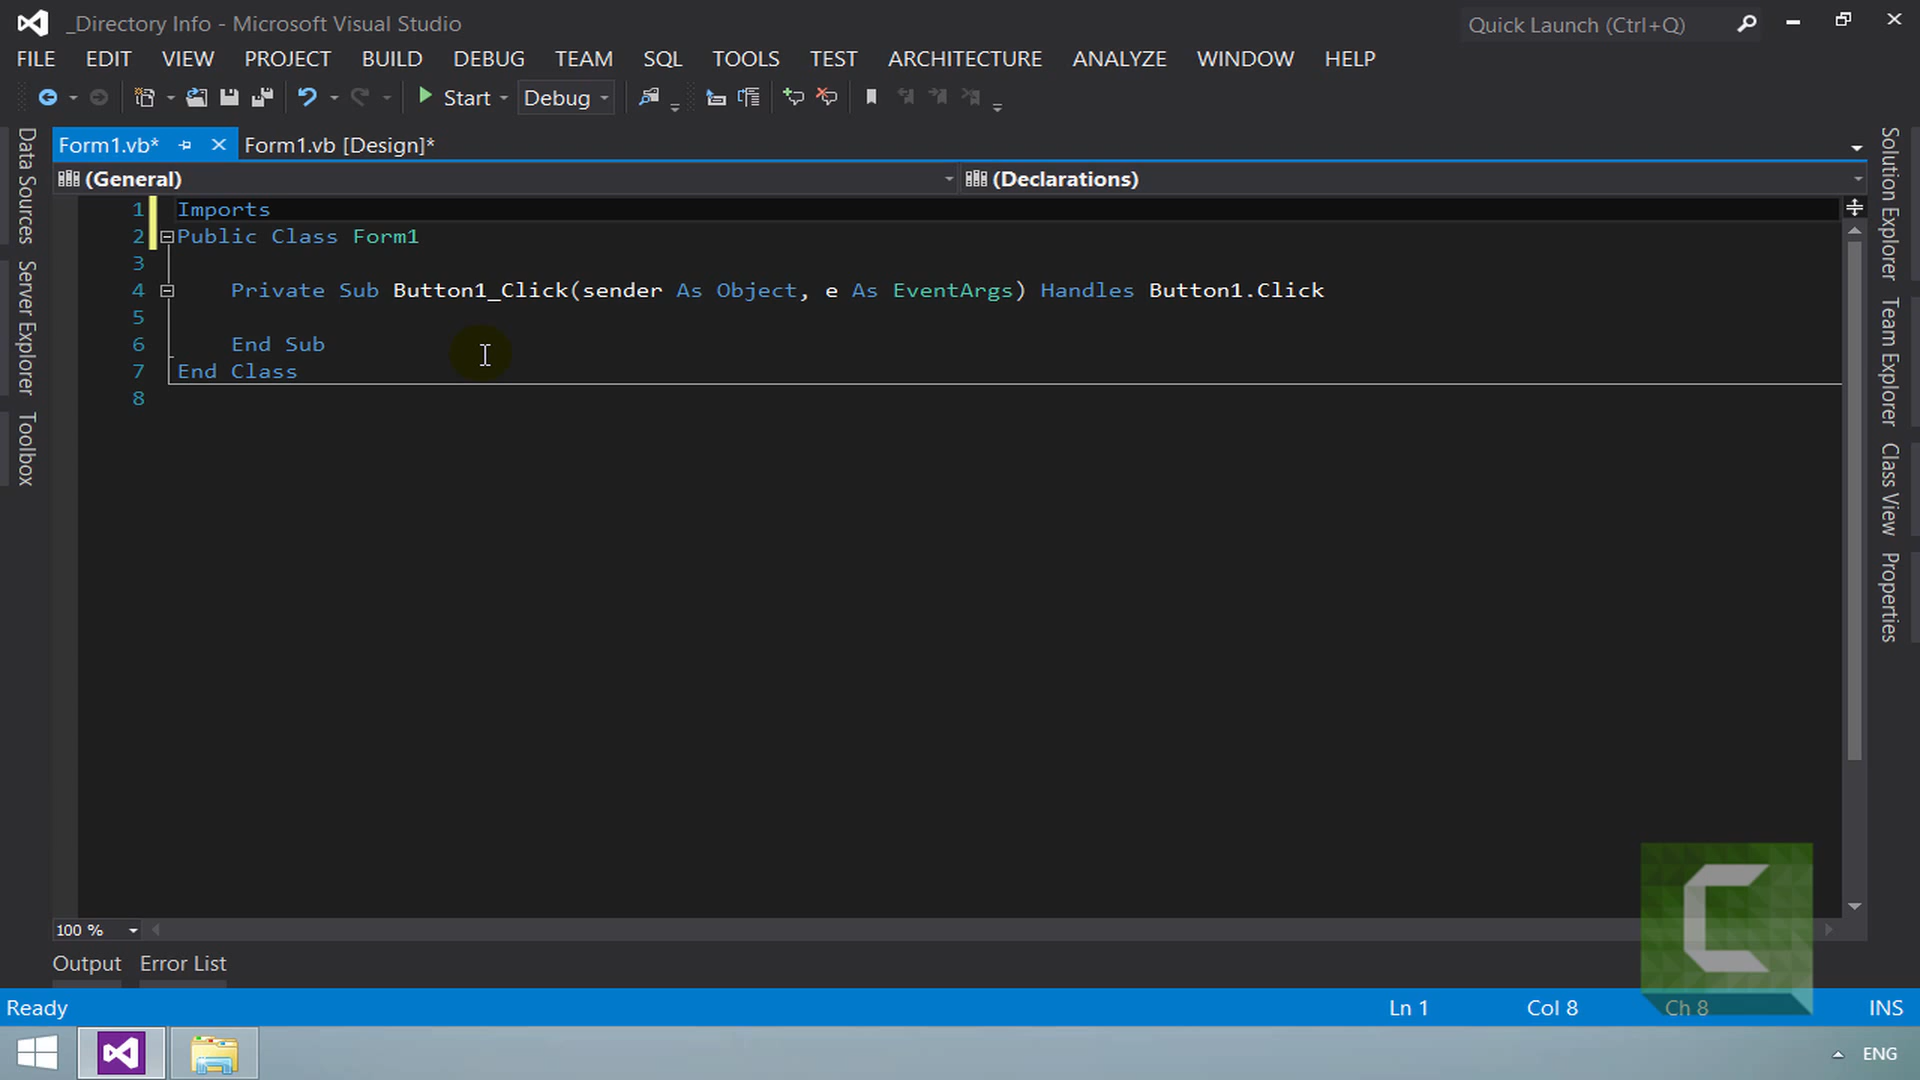 _Directory Info - Microsoft Visual Studio
Quick Launch (Ctrl+Q)
FILE EDIT VIEW PROJECT BUILD DEBUG TEAM SQL TOOLS TEST ARCHITECTURE ANALYZE WINDOW HELP
Start Debug
Form1.vb* Form1.vb [Design]*
(General) (Declarations)
1 Imports
2 Public Class Form1
3
4 Private Sub Button1_Click(sender As Object, e As EventArgs) Handles Button1.Click
5
6 End Sub
7 End Class
8
Data Sources
Server Explorer
Toolbox
Solution Explorer
Team Explorer
Class View
Properties
100 %
Output Error List
Ready Ln 1 Col 8 Ch 8 INS
ENG